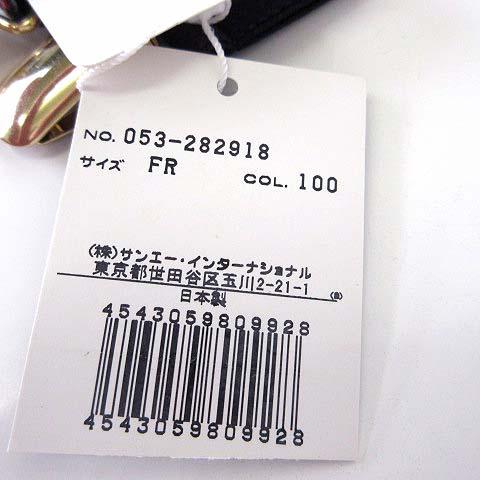 NO. 053-282918
サイズ FR COL. 100
(株)サンエー・インターナショナル
東京都世田谷区玉川2-21-1
日本製
4543059809928
4543059809928